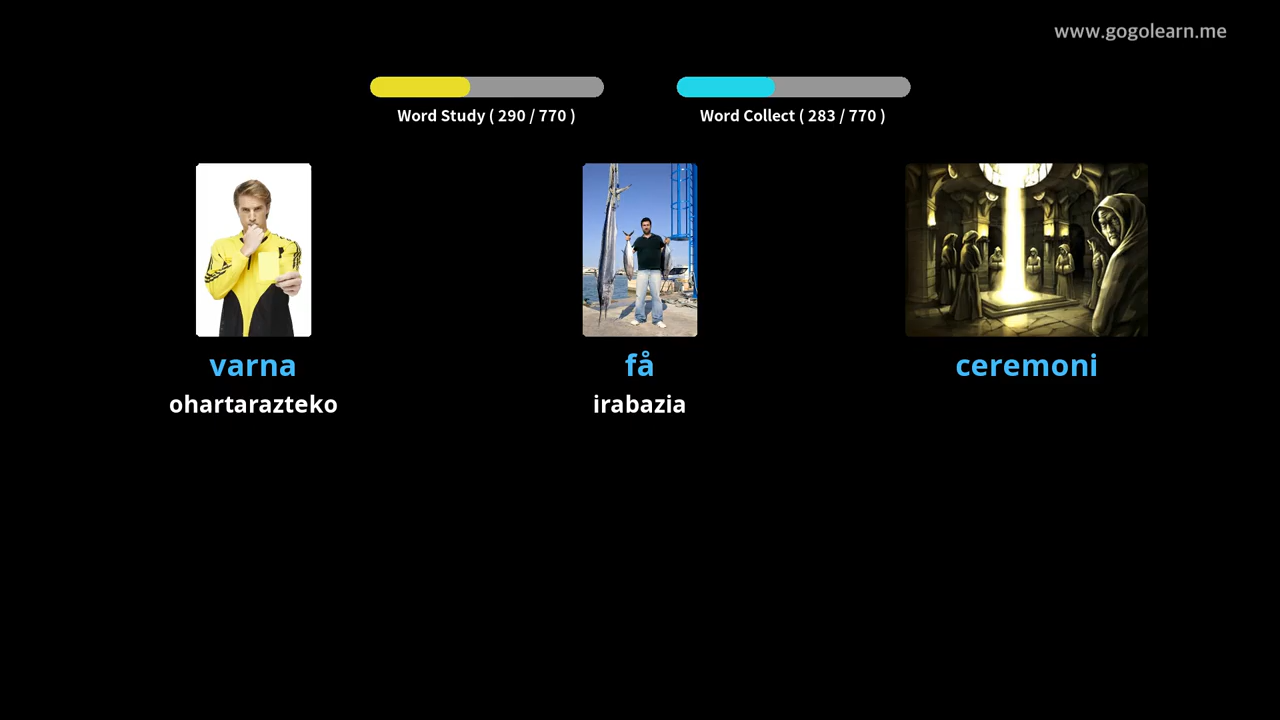 www.gogolearn.me
Word Study ( 290 / 770 )
Word Collect ( 283 / 770 )
varna
ohartarazteko
få
irabazia
ceremoni